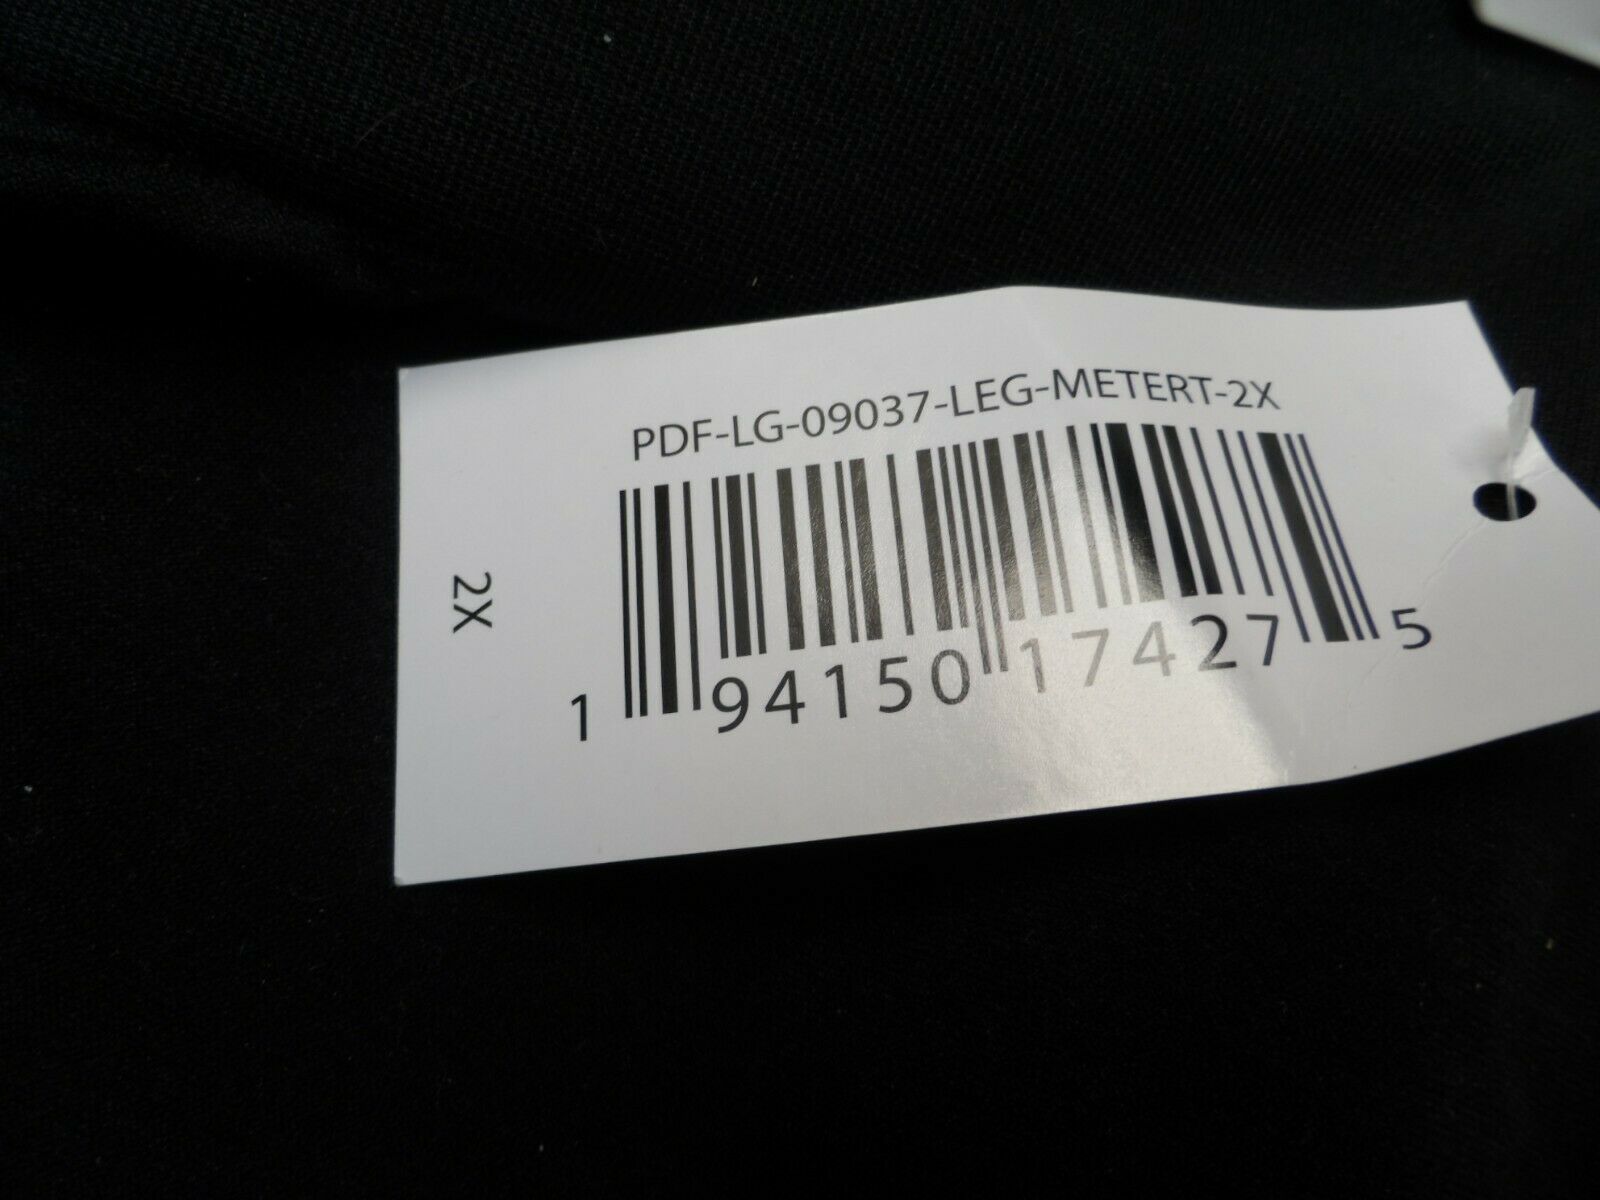 PDF-LG-09037-LEG-METERT-2X
2X
1 94150 17427 5